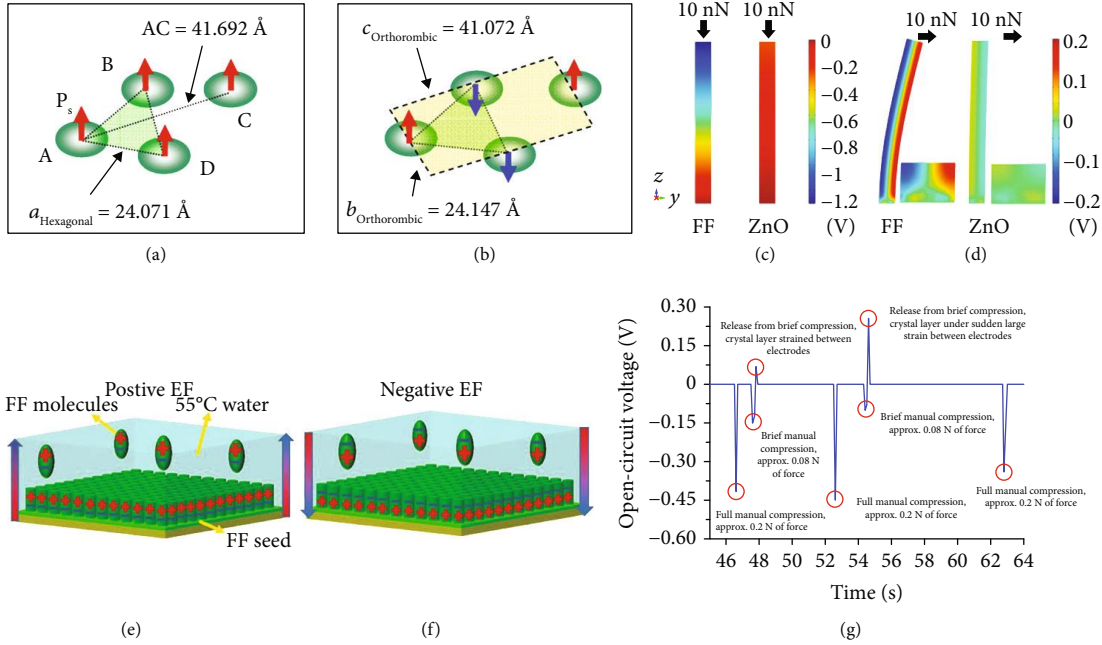 AC = 41.692 Å
B
Ps
A
C
D
aHexagonal = 24.071 Å
(a)
cOrthorombic = 41.072 Å
bOrthorombic = 24.147 Å
(b)
10 nN
10 nN
0
−0.2
−0.4
−0.6
−0.8
−1
−1.2
z
y
FF
ZnO
(V)
(c)
10 nN
10 nN
0.2
0.1
0
−0.1
−0.2
FF
ZnO
(V)
(d)
Postive EF
FF molecules
55°C water
FF seed
(e)
Negative EF
(f)
Open-circuit voltage (V)
0.30
0.15
0
−0.15
−0.30
−0.45
−0.60
Release from brief compression,
crystal layer strained between
electrodes
Release from brief compression,
crystal layer under sudden large
strain between electrodes
Brief manual
compression,
approx. 0.08 N
of force
Brief manual compression,
approx. 0.08 N of force
Full manual compression,
approx. 0.2 N of force
Full manual compression,
approx. 0.2 N of force
Full manual compression,
approx. 0.2 N of force
46 48 50 52 54 56 58 60 62 64
Time (s)
(g)